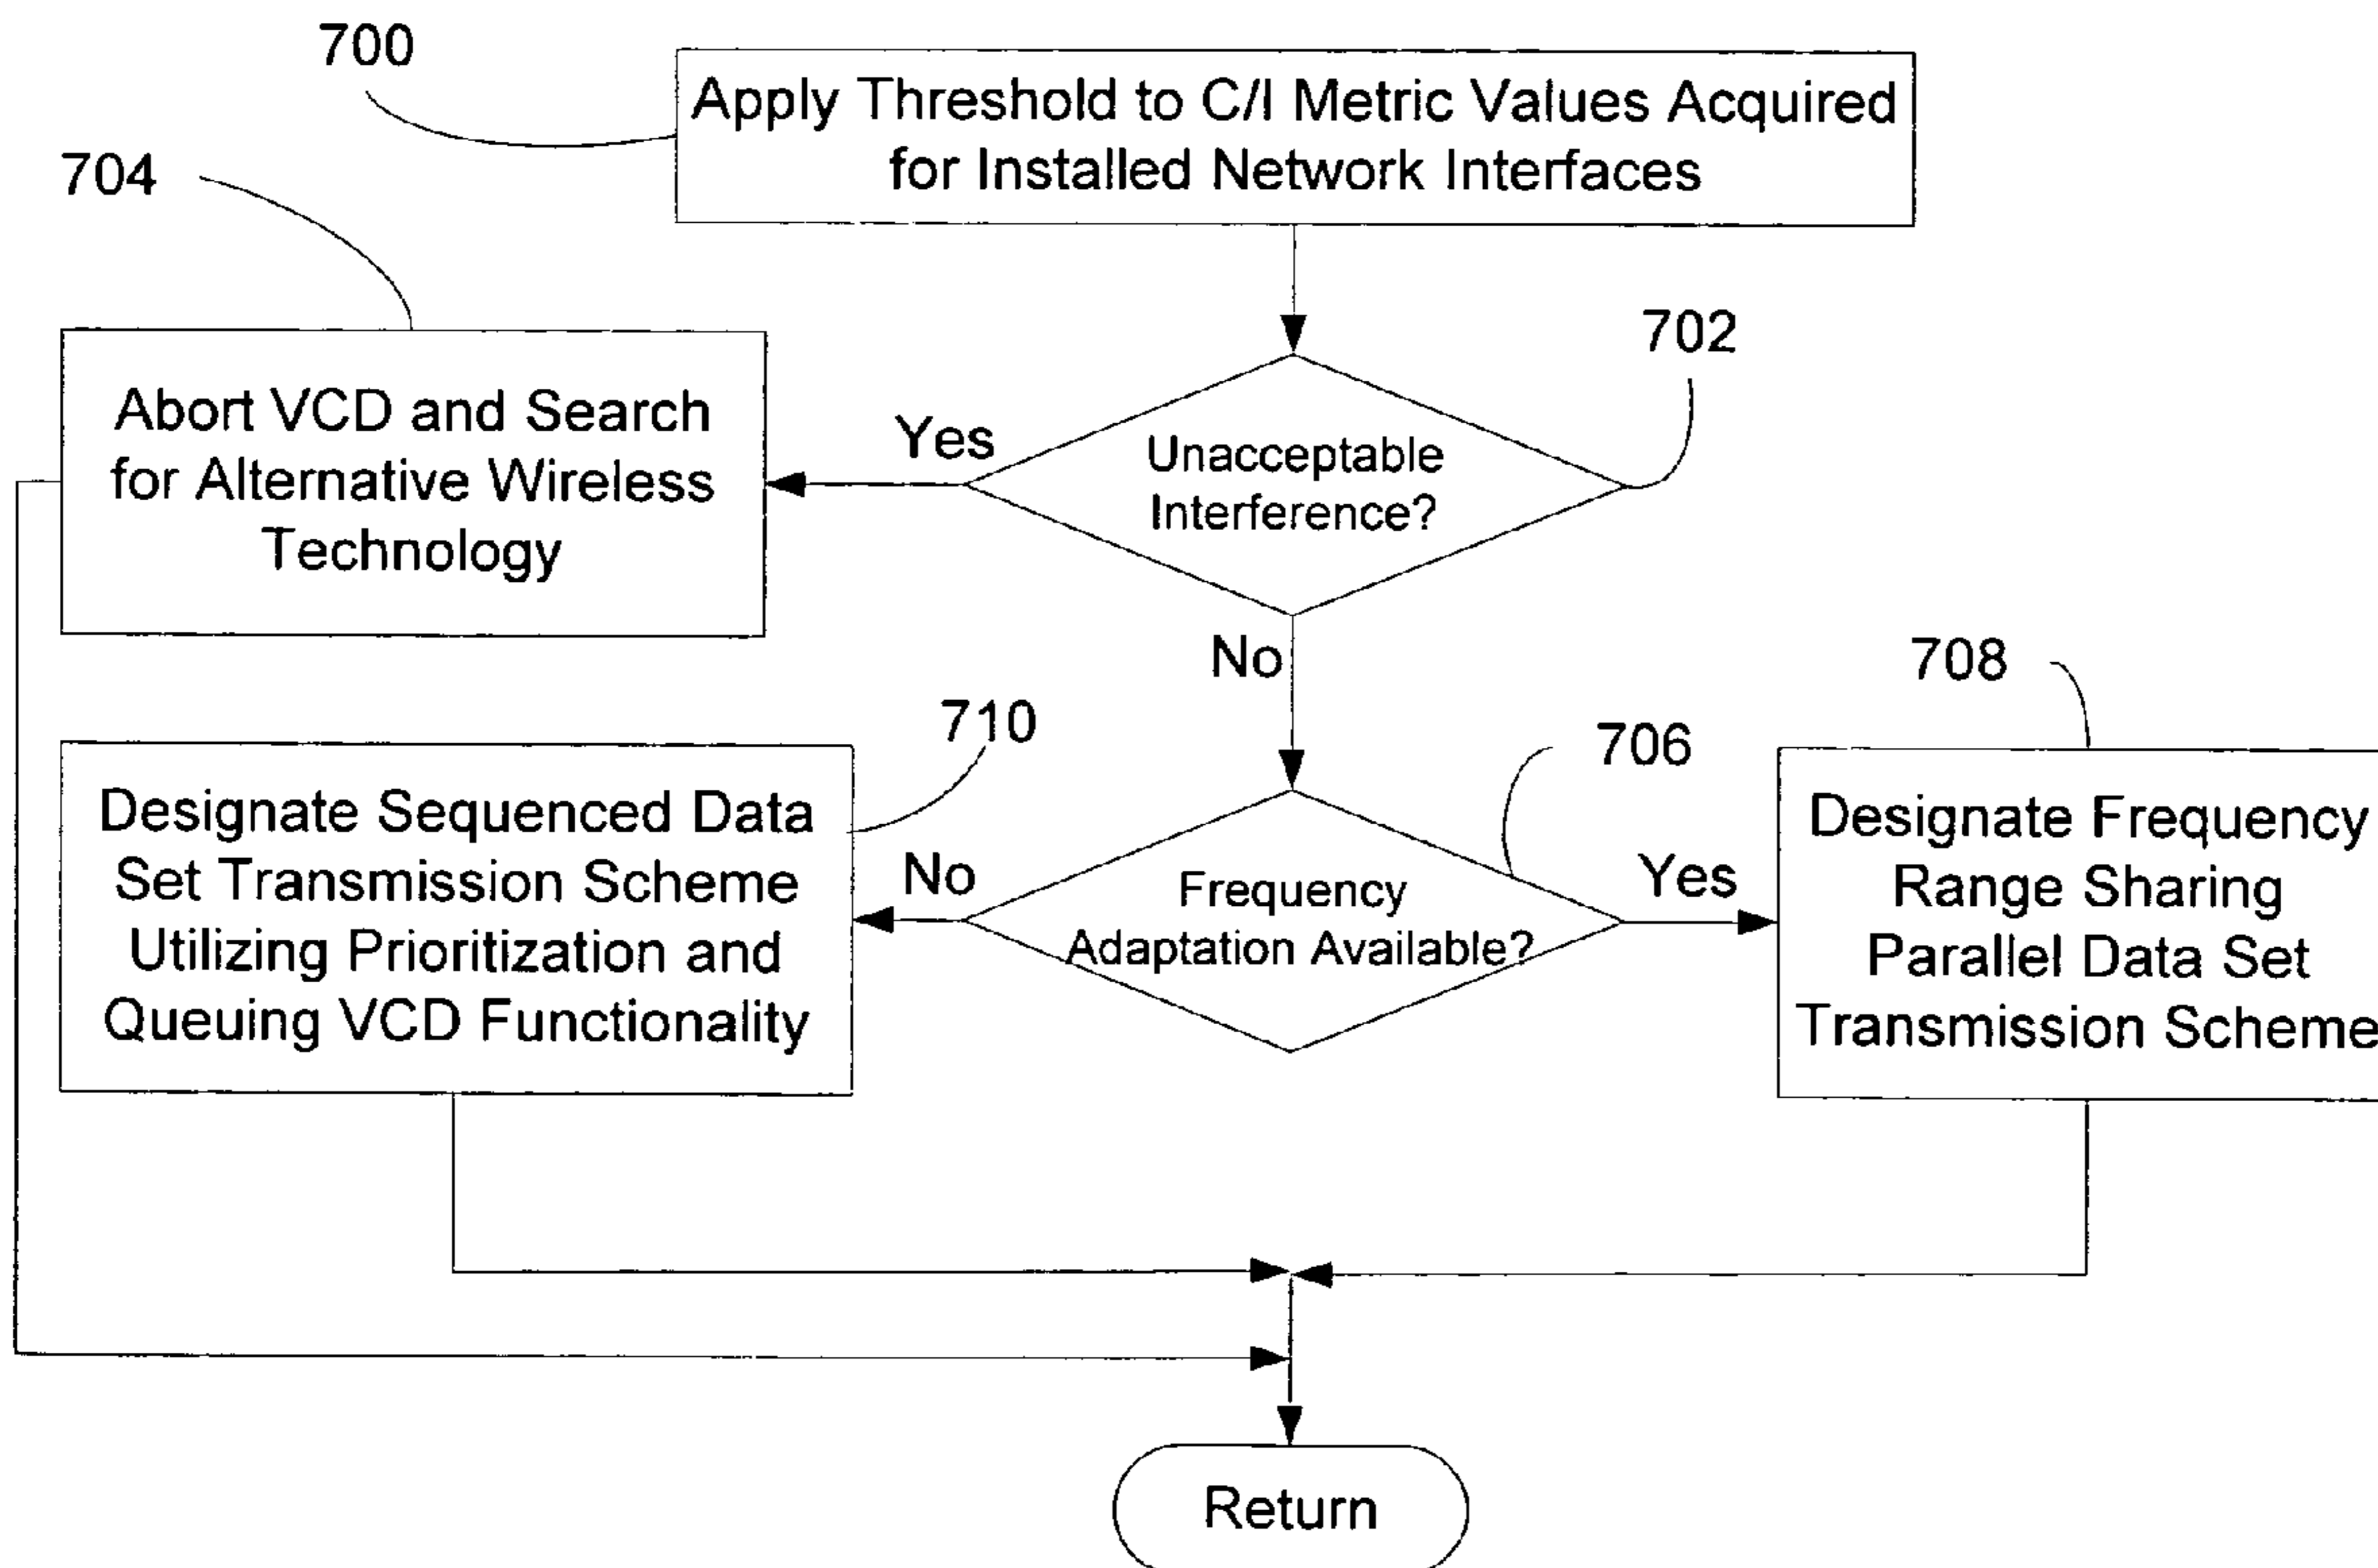 700
Apply Threshold to C/I Metric Values Acquired
for Installed Network Interfaces
704
702
Abort VCD and Search
for Alternative Wireless
Technology
Yes
Unacceptable
Interference?
No
708
710
706
Designate Sequenced Data
Set Transmission Scheme
Utilizing Prioritization and
Queuing VCD Functionality
No
Frequency
Adaptation Available?
Yes
Designate Frequency
Range Sharing
Parallel Data Set
Transmission Scheme
Return